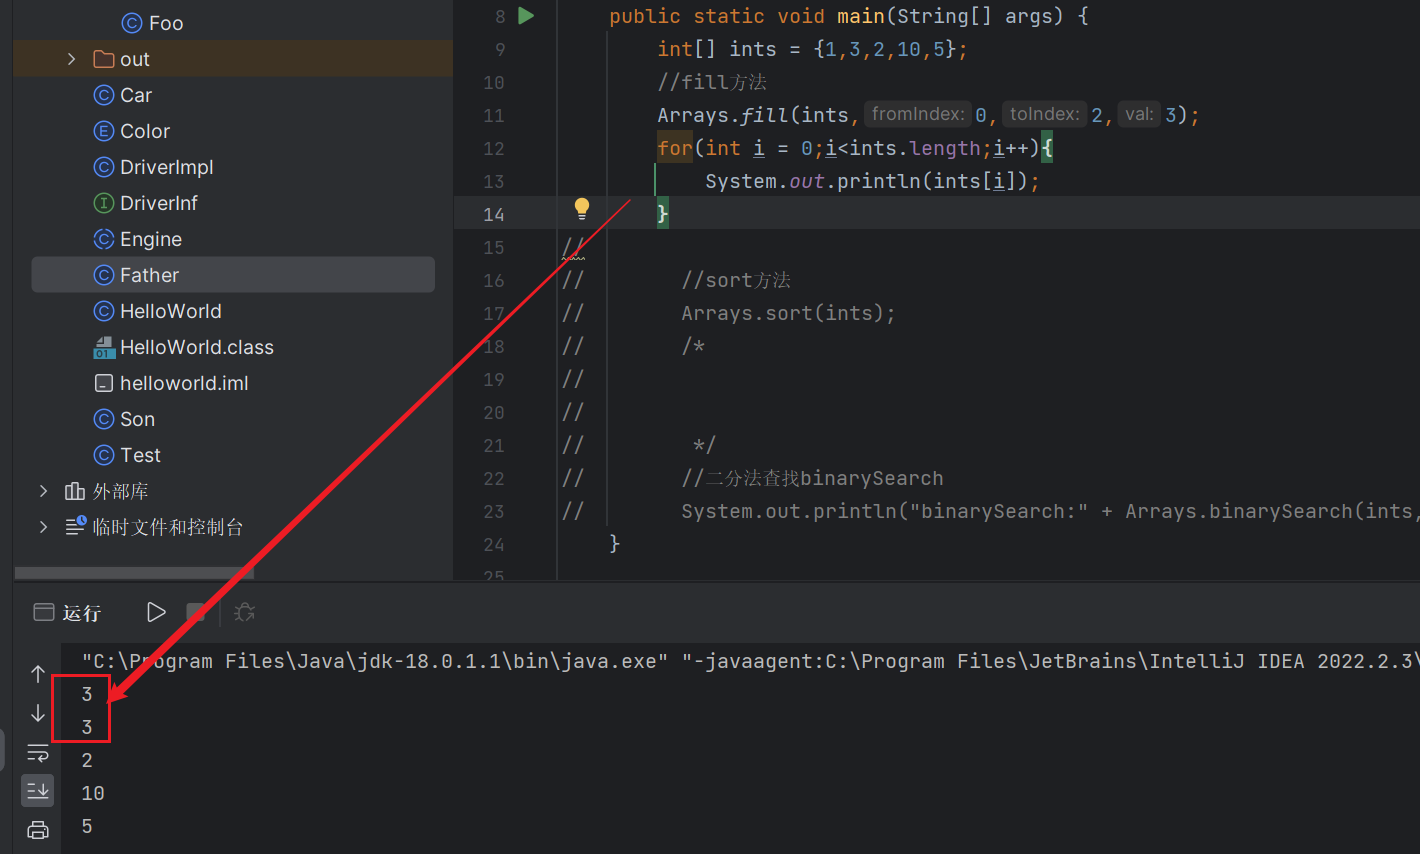 Foo
out
Car
Color
DriverImpl
DriverInf
Engine
Father
HelloWorld
HelloWorld.class
helloworld.iml
Son
Test
外部库
临时文件和控制台
8 public static void main(String[] args) {
9 int[] ints = {1,3,2,10,5};
10 //fill方法
11 Arrays.fill(ints, fromIndex: 0, toIndex: 2, val: 3);
12 for(int i = 0;i<ints.length;i++){
13 System.out.println(ints[i]);
14 }
15 //
16 // //sort方法
17 // Arrays.sort(ints);
18 // /*
19 //
20 //
21 // */
22 // //二分法查找binarySearch
23 // System.out.println("binarySearch:" + Arrays.binarySearch(ints,
24 }
25
运行
"C:\Program Files\Java\jdk-18.0.1.1\bin\java.exe" "-javaagent:C:\Program Files\JetBrains\IntelliJ IDEA 2022.2.3\
3
3
2
10
5